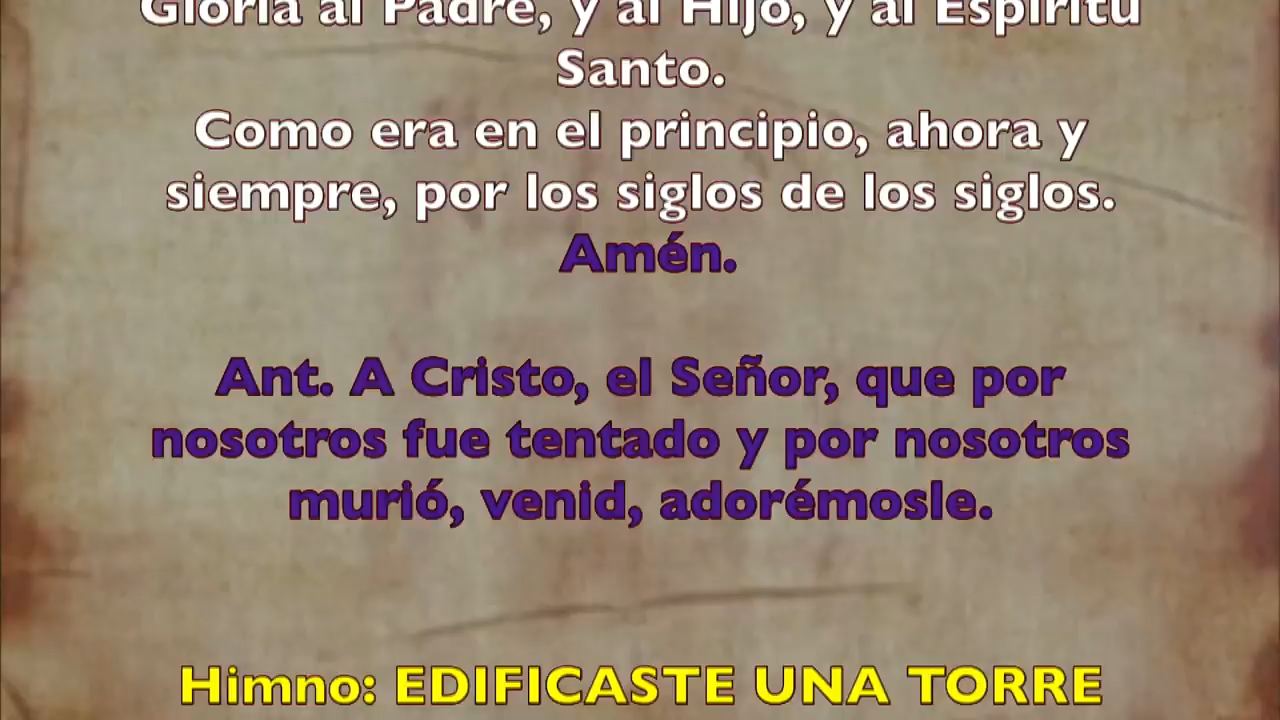 Gloria al Padre, y al Hijo, y al Espíritu
Santo.
Como era en el principio, ahora y
siempre, por los siglos de los siglos.
Amén.
Ant. A Cristo, el Señor, que por
nosotros fue tentado y por nosotros
murió, venid, adorémosle.
Himno: EDIFICASTE UNA TORRE